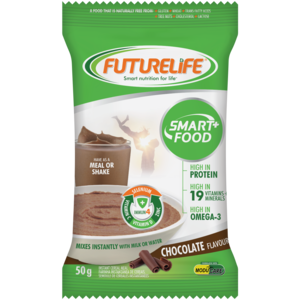 FUTURELIFE
Smart nutrition for life
SMART+
FOOD
HAVE AS A
MEAL OR
SHAKE
HIGH IN
PROTEIN
HIGH IN
19 VITAMINS +
MINERALS
HIGH IN
OMEGA-3
SELENIUM
MIXES INSTANTLY WITH MILK OR WATER
CHOCOLATE FLAVOUR
50g